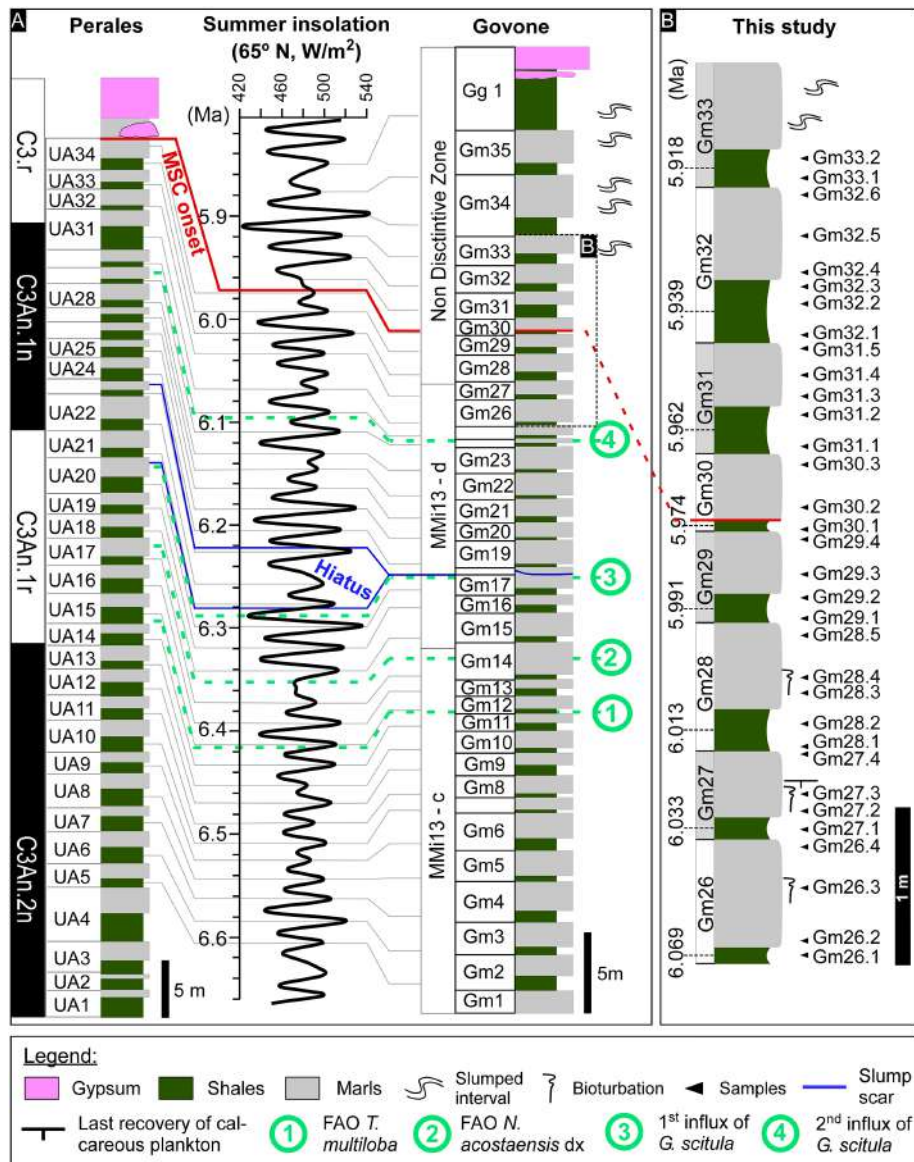 A
Perales
Summer insolation
(65º N, W/m²)
Govone
420
460
500
540
(Ma)
5.9
6.0
6.1
6.2
6.3
6.4
6.5
6.6
C3.r
C3An.1n
C3An.1r
C3An.2n
UA34
UA33
UA32
UA31
UA28
UA25
UA24
UA22
UA21
UA20
UA19
UA18
UA17
UA16
UA15
UA14
UA13
UA12
UA11
UA10
UA9
UA8
UA7
UA6
UA5
UA4
UA3
UA2
UA1
5 m
MSC onset
Hiatus
Non Disctintive Zone
MMi13 - d
MMi13 - c
Gg 1
Gm35
Gm34
Gm33
Gm32
Gm31
Gm30
Gm29
Gm28
Gm27
Gm26
Gm23
Gm22
Gm21
Gm20
Gm19
Gm17
Gm16
Gm15
Gm14
Gm13
Gm12
Gm11
Gm10
Gm9
Gm8
Gm6
Gm5
Gm4
Gm3
Gm2
Gm1
B
4
3
2
1
5m
B
This study
(Ma)
5.918
5.939
5.962
5.974
5.991
6.013
6.033
6.069
Gm33
Gm32
Gm31
Gm30
Gm29
Gm28
Gm27
Gm26
Gm33.2
Gm33.1
Gm32.6
Gm32.5
Gm32.4
Gm32.3
Gm32.2
Gm32.1
Gm31.5
Gm31.4
Gm31.3
Gm31.2
Gm31.1
Gm30.3
Gm30.2
Gm30.1
Gm29.4
Gm29.3
Gm29.2
Gm29.1
Gm28.5
Gm28.4
Gm28.3
Gm28.2
Gm28.1
Gm27.4
Gm27.3
Gm27.2
Gm27.1
Gm26.4
Gm26.3
Gm26.2
Gm26.1
1 m
Legend:
Gypsum
Shales
Marls
Slumped
interval
Bioturbation
Samples
Slump
scar
Last recovery of cal-
careous plankton
1
FAO T.
multiloba
2
FAO N.
acostaensis dx
3
1st influx of
G. scitula
4
2nd influx of
G. scitula